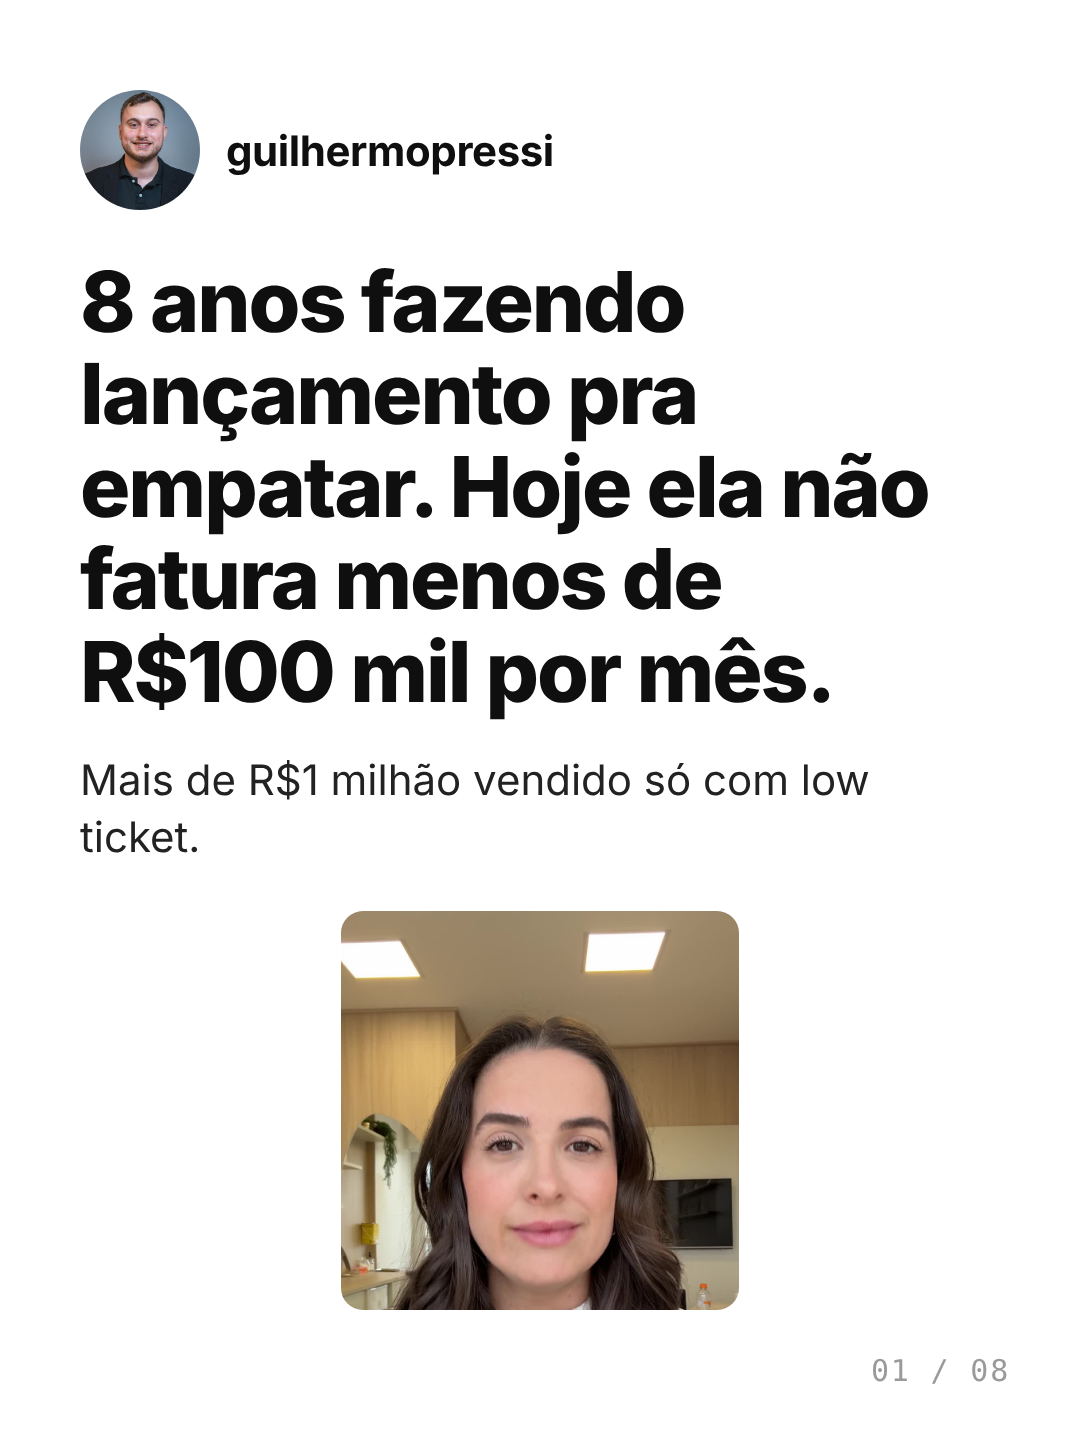 guilhermopressi
8 anos fazendo
lançamento pra
empatar. Hoje ela não
fatura menos de
R$100 mil por mês.
Mais de R$1 milhão vendido só com low
ticket.
01 / 08